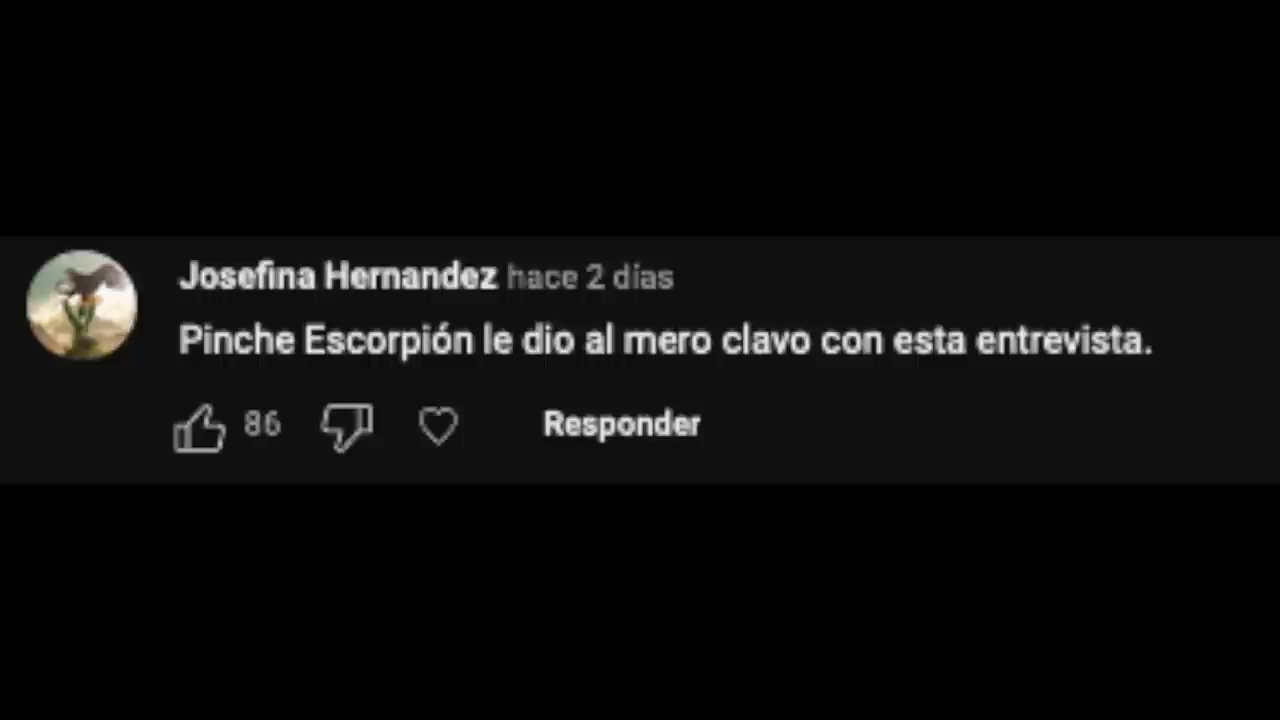 Josefina Hernandez hace 2 días
Pinche Escorpión le dio al mero clavo con esta entrevista.
86 Responder